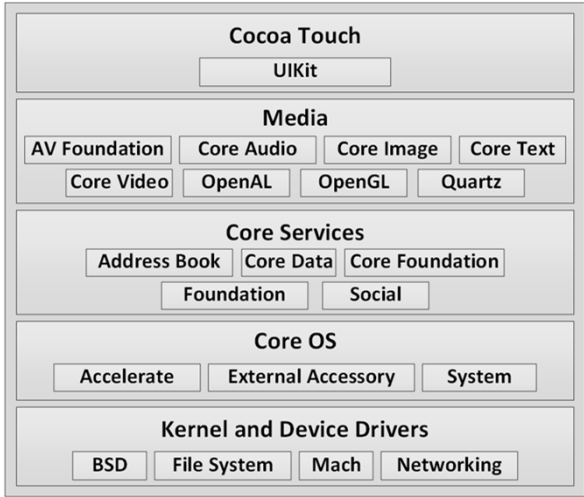 Cocoa Touch
UIKit
Media
AV Foundation Core Audio Core Image Core Text
Core Video OpenAL OpenGL Quartz
Core Services
Address Book Core Data Core Foundation
Foundation Social
Core OS
Accelerate External Accessory System
Kernel and Device Drivers
BSD File System Mach Networking